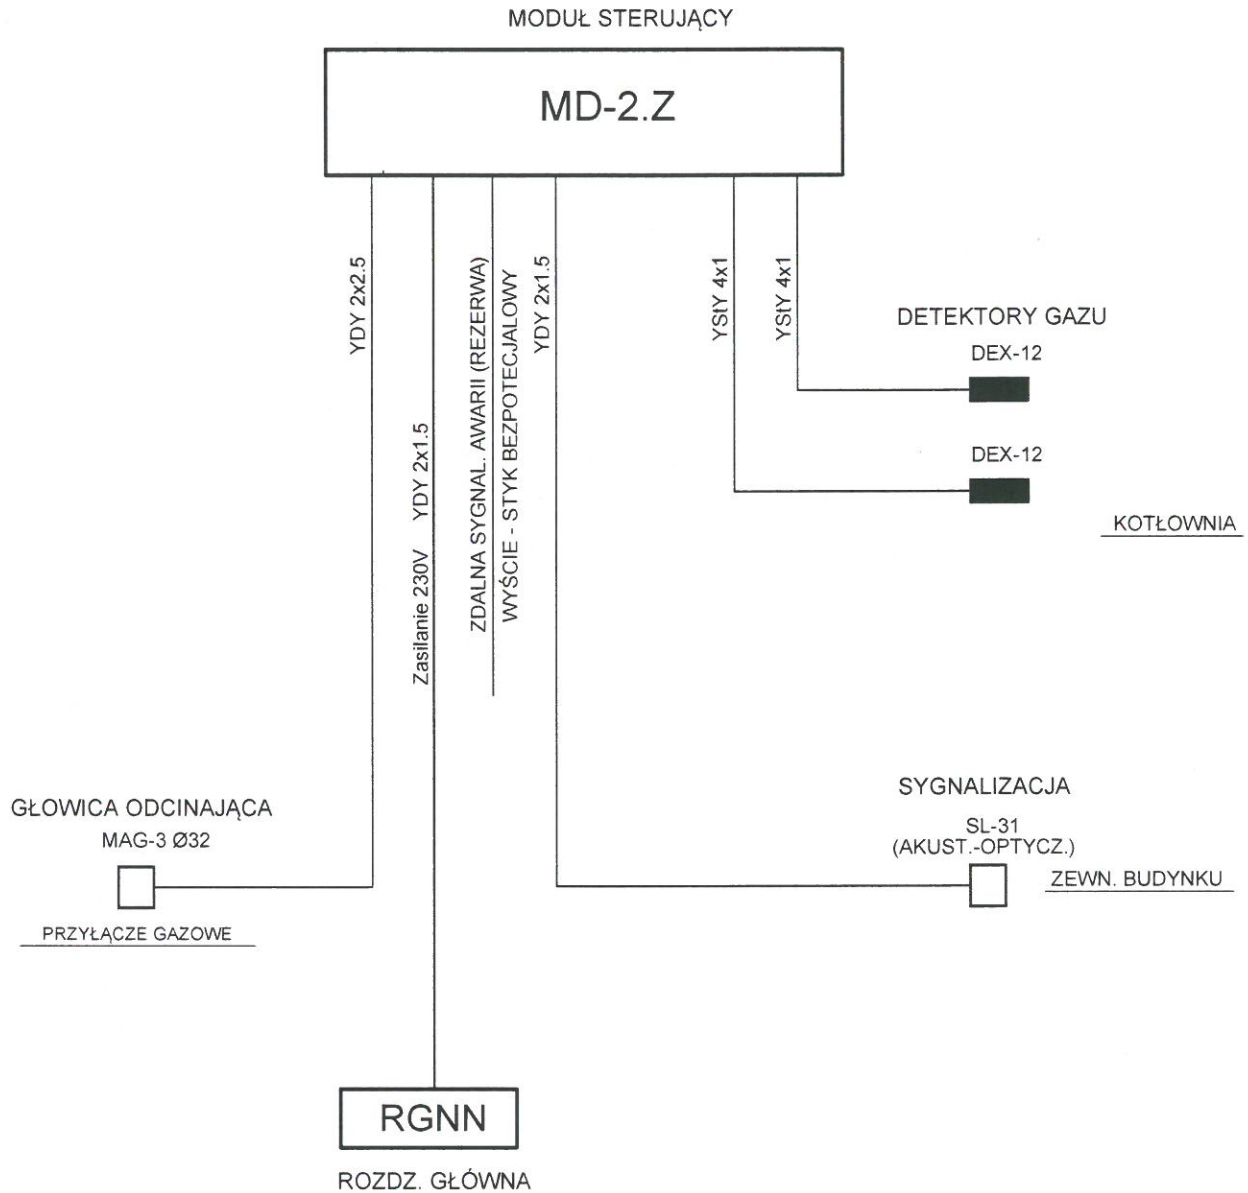 MODUŁ STERUJĄCY
MD-2.Z
YDY 2x2.5
Zasilanie 230V YDY 2x1.5
ZDALNA SYGNAL. AWARII (REZERWA)
WYŚCIE - STYK BEZPOTECJALOWY
YDY 2x1.5
YStY 4x1
YStY 4x1
DETEKTORY GAZU
DEX-12
DEX-12
KOTŁOWNIA
GŁOWICA ODCINAJĄCA
MAG-3 Ø32
PRZYŁĄCZE GAZOWE
SYGNALIZACJA
SL-31
(AKUST.-OPTYCZ.)
ZEWN. BUDYNKU
RGNN
ROZDZ. GŁÓWNA